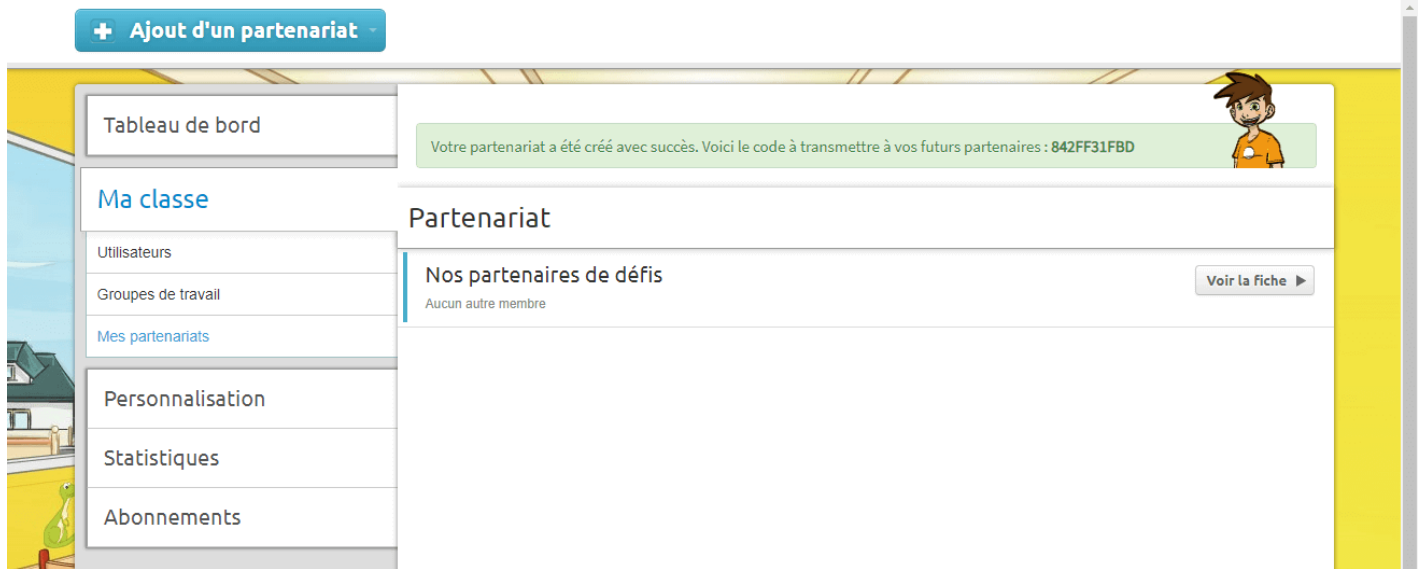 Ajout d'un partenariat
Tableau de bord
Votre partenariat a été créé avec succès. Voici le code à transmettre à vos futurs partenaires : 842FF31FBD
Ma classe
Utilisateurs
Groupes de travail
Mes partenariats
Personnalisation
Statistiques
Abonnements
Partenariat
Nos partenaires de défis
Aucun autre membre
Voir la fiche